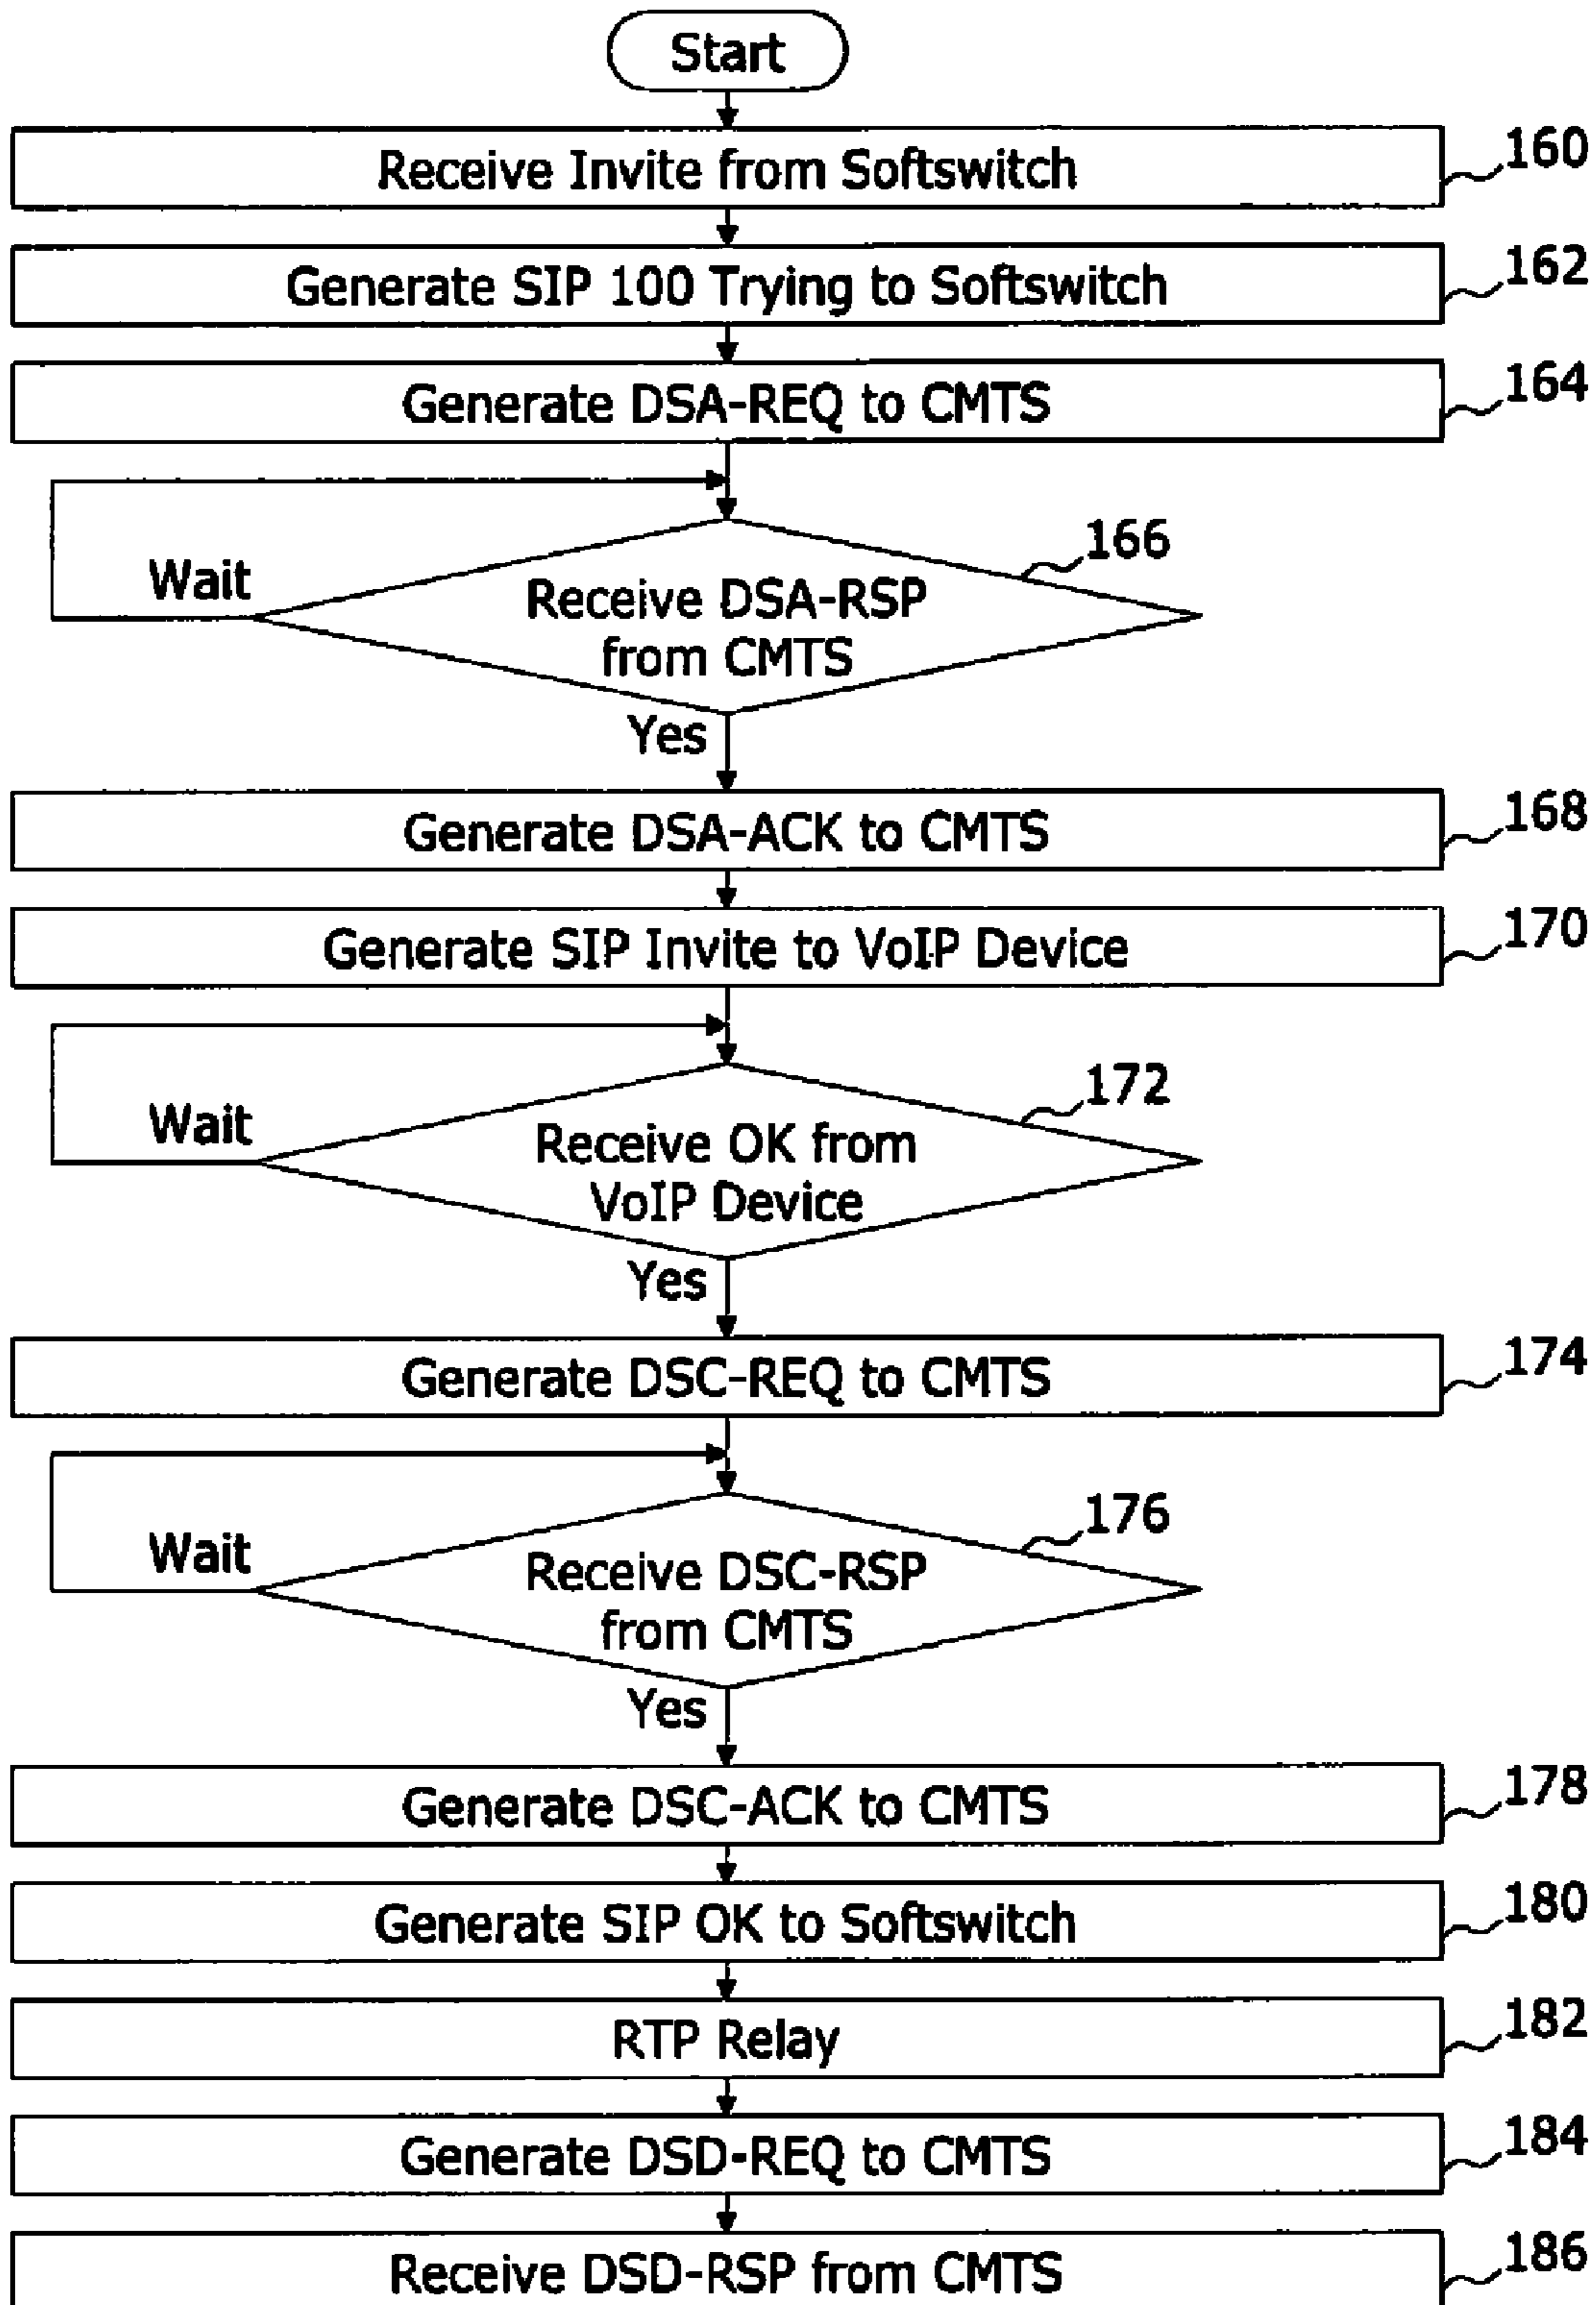 Start
Receive Invite from Softswitch
160
Generate SIP 100 Trying to Softswitch
162
Generate DSA-REQ to CMTS
164
166
Wait
Receive DSA-RSP
from CMTS
Yes
Generate DSA-ACK to CMTS
168
Generate SIP Invite to VoIP Device
170
172
Wait
Receive OK from
VoIP Device
Yes
Generate DSC-REQ to CMTS
174
176
Wait
Receive DSC-RSP
from CMTS
Yes
Generate DSC-ACK to CMTS
178
Generate SIP OK to Softswitch
180
RTP Relay
182
Generate DSD-REQ to CMTS
184
Receive DSD-RSP from CMTS
186